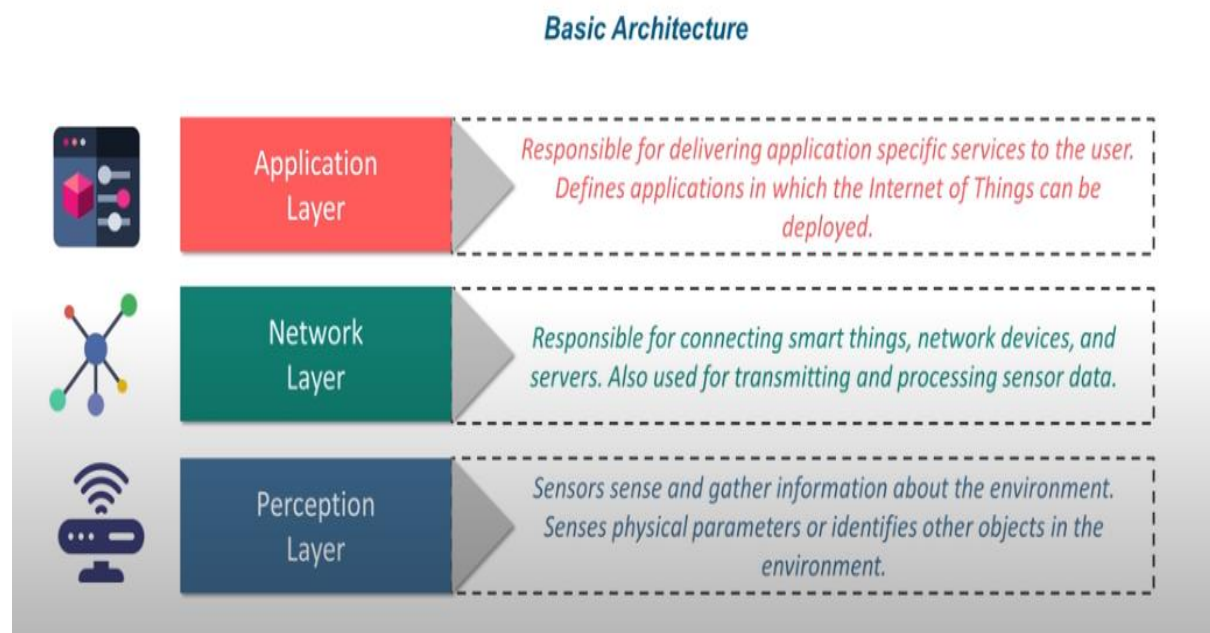 Basic Architecture
Application
Layer
Responsible for delivering application specific services to the user.
Defines applications in which the Internet of Things can be
deployed.
Network
Layer
Responsible for connecting smart things, network devices, and
servers. Also used for transmitting and processing sensor data.
Perception
Layer
Sensors sense and gather information about the environment.
Senses physical parameters or identifies other objects in the
environment.